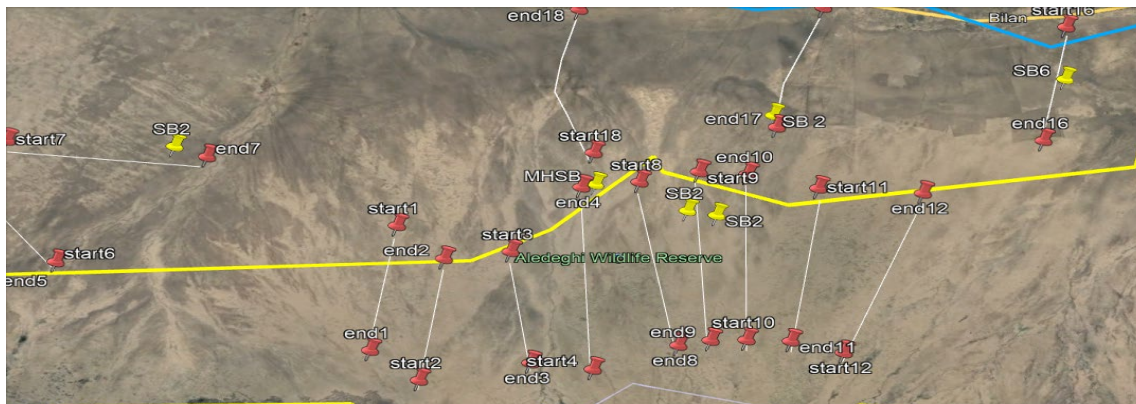 end18
start16
Bilan
SB6
end17
SB 2
start7
SB2
end7
start18
end16
MHSB
start8
end10
start9
end4
start11
end12
SB2
SB2
start1
start3
end2
start6
Aledeghi Wildlife Reserve
end5
end1
start2
start4
end3
end9
end8
start10
end11
start12